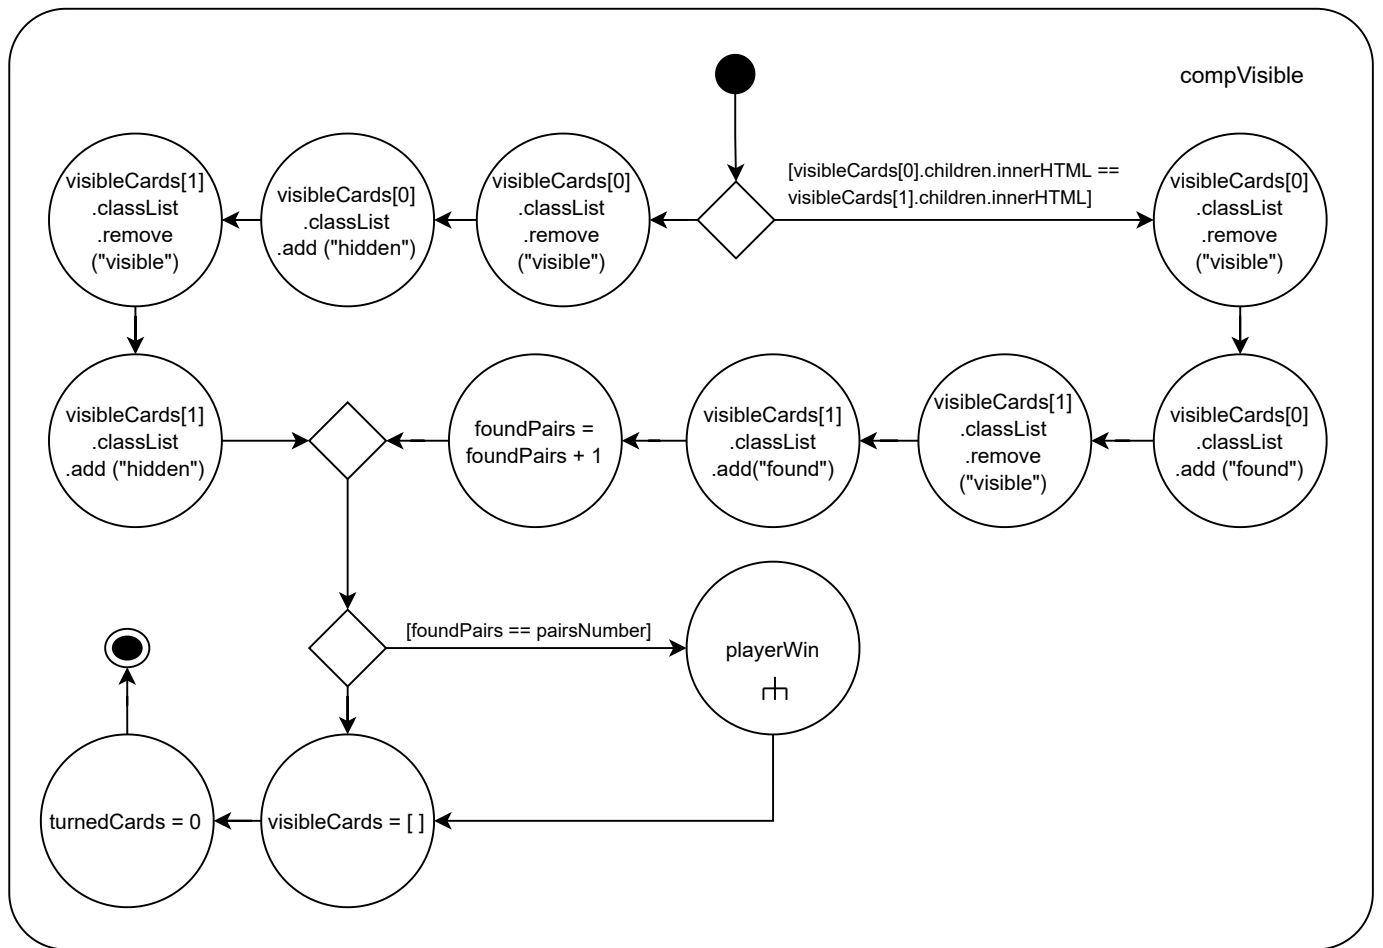 compVisible
[visibleCards[0].children.innerHTML ==
visibleCards[1].children.innerHTML]
visibleCards[1]
.classList
.remove
("visible")
visibleCards[0]
.classList
.add ("hidden")
visibleCards[0]
.classList
.remove
("visible")
visibleCards[0]
.classList
.remove
("visible")
visibleCards[1]
.classList
.add ("hidden")
foundPairs =
foundPairs + 1
visibleCards[1]
.classList
.add("found")
visibleCards[1]
.classList
.remove
("visible")
visibleCards[0]
.classList
.add ("found")
[foundPairs == pairsNumber]
playerWin
turnedCards = 0
visibleCards = [ ]